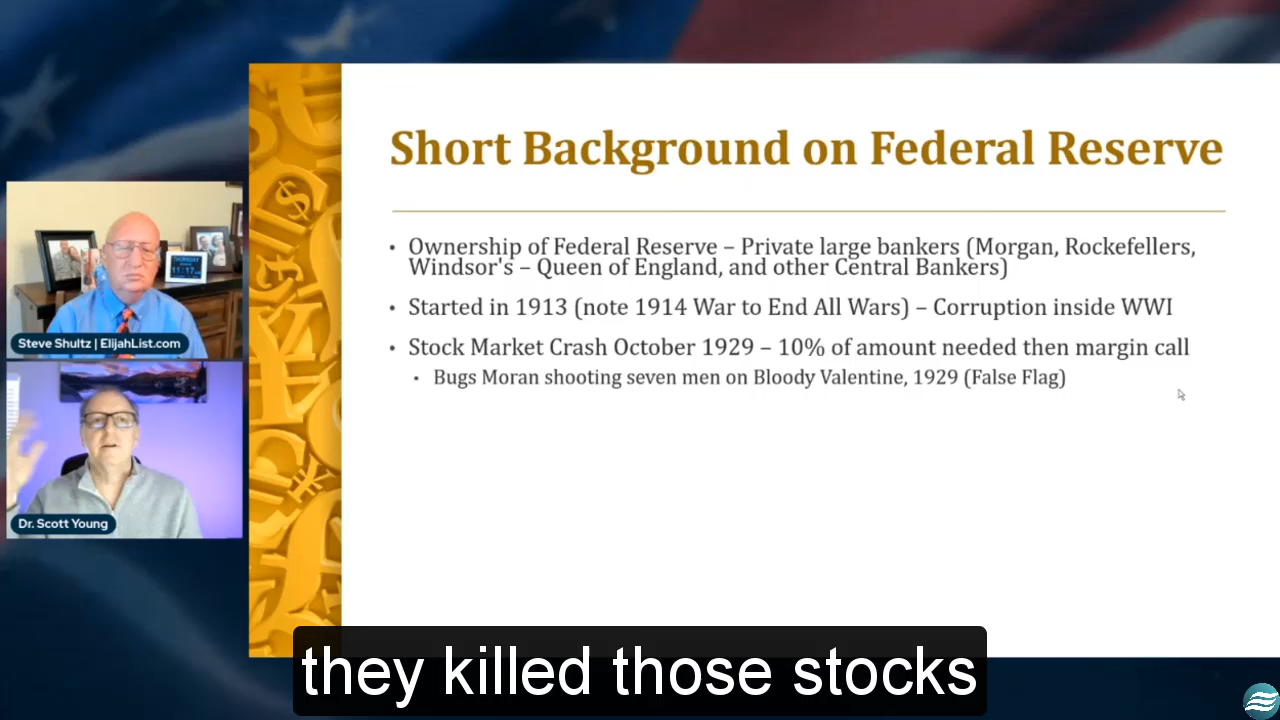 Short Background on Federal Reserve
• Ownership of Federal Reserve – Private large bankers (Morgan, Rockefellers,
Windsor's – Queen of England, and other Central Bankers)
• Started in 1913 (note 1914 War to End All Wars) – Corruption inside WWI
• Stock Market Crash October 1929 – 10% of amount needed then margin call
• Bugs Moran shooting seven men on Bloody Valentine, 1929 (False Flag)
THURSDAY
11:17
Steve Shultz | ElijahList.com
Dr. Scott Young
they killed those stocks